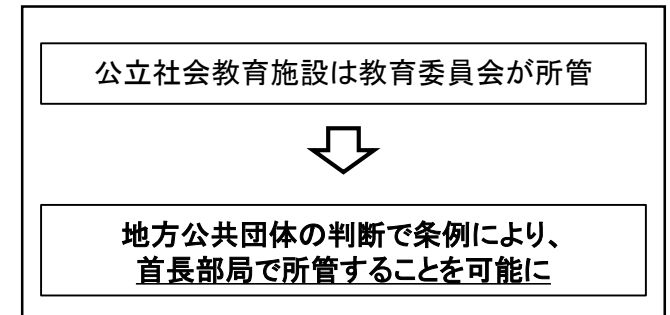 公立社会教育施設は教育委員会が所管
地方公共団体の判断で条例により、
首長部局で所管することを可能に